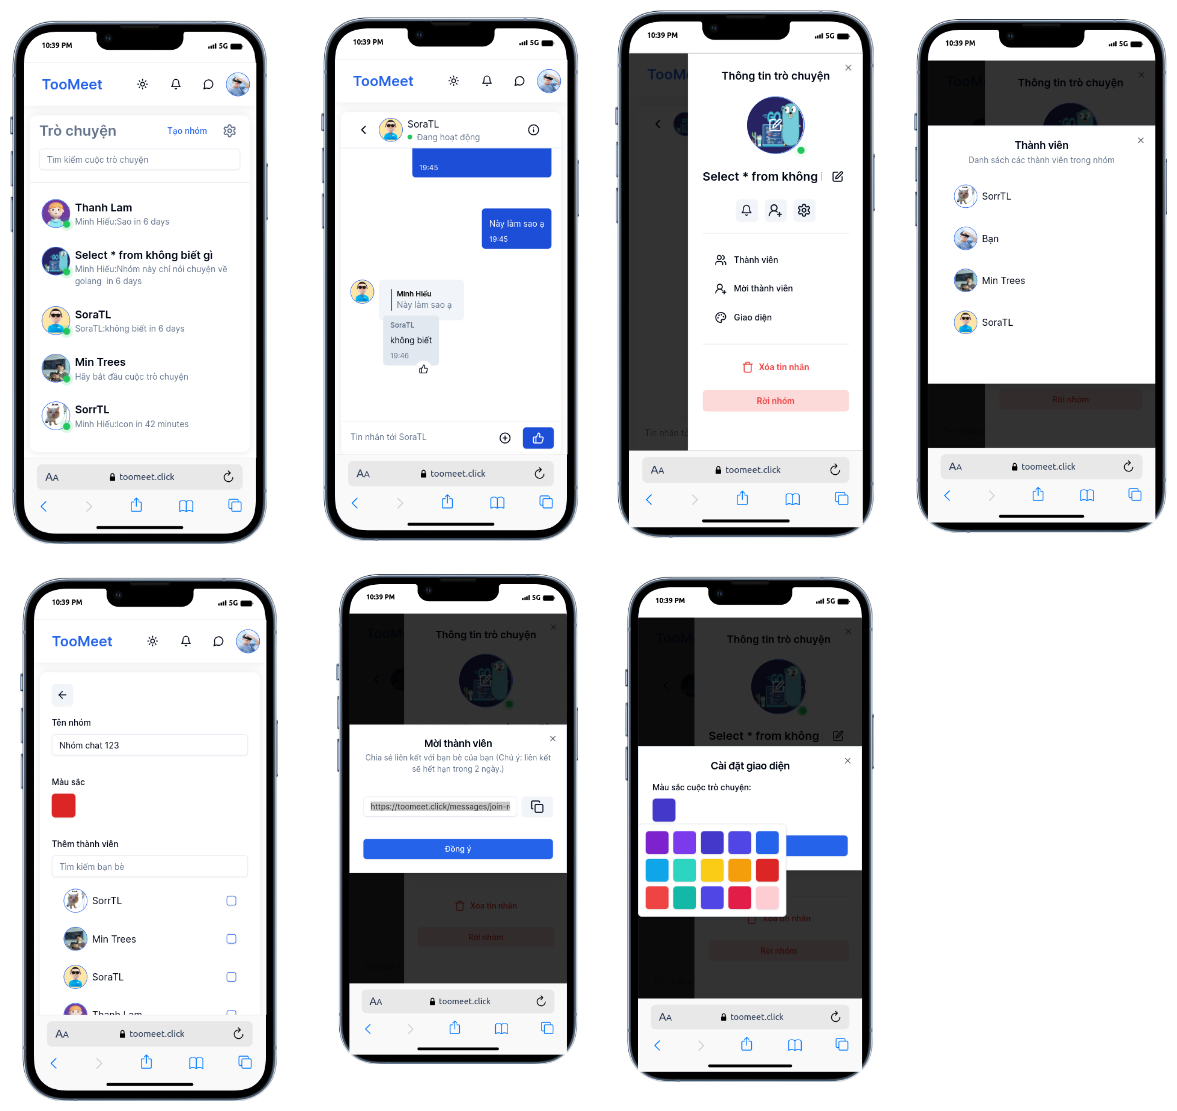 10:39 PM
5G
TooMeet
Trò chuyện
Tạo nhóm
Tìm kiếm cuộc trò chuyện
Thanh Lam
Minh Hiếu:Sao in 6 days
Select * from không biết gì
Minh Hiếu:Nhóm này chỉ nói chuyện về
golang in 6 days
SoraTL
SoraTL:không biết in 6 days
Min Trees
Hãy bắt đầu cuộc trò chuyện
SorrTL
Minh Hiếu:Icon in 42 minutes
AA
toomeet.click
10:39 PM
5G
TooMeet
SoraTL
Đang hoạt động
19:45
Này làm sao ạ
19:45
Minh Hiếu
Này làm sao ạ
SoraTL
không biết
19:46
Tin nhắn tới SoraTL
AA
toomeet.click
10:39 PM
5G
TooM
Thông tin trò chuyện
Select * from không
Thành viên
Mời thành viên
Giao diện
Xóa tin nhắn
Rời nhóm
Tin nhắn tớ
AA
toomeet.click
10:39 PM
5G
TooM
Thông tin trò chuyện
Thành viên
Danh sách các thành viên trong nhóm
SorrTL
Bạn
Min Trees
SoraTL
Rời nhóm
AA
toomeet.click
10:39 PM
5G
TooMeet
Tên nhóm
Nhóm chat 123
Màu sắc
Thêm thành viên
Tìm kiếm bạn bè
SorrTL
Min Trees
SoraTL
Thanh Lam
AA
toomeet.click
10:39 PM
5G
TooM
Thông tin trò chuyện
Mời thành viên
Chia sẻ liên kết với bạn bè của bạn (Chú ý: liên kết
sẽ hết hạn trong 2 ngày.)
https://toomeet.click/messages/join-r
Đồng ý
Xóa tin nhắn
Rời nhóm
AA
toomeet.click
10:39 PM
5G
TooM
Thông tin trò chuyện
Select * from không
Cài đặt giao diện
Màu sắc cuộc trò chuyện:
Xóa tin nhắn
Rời nhóm
AA
toomeet.click